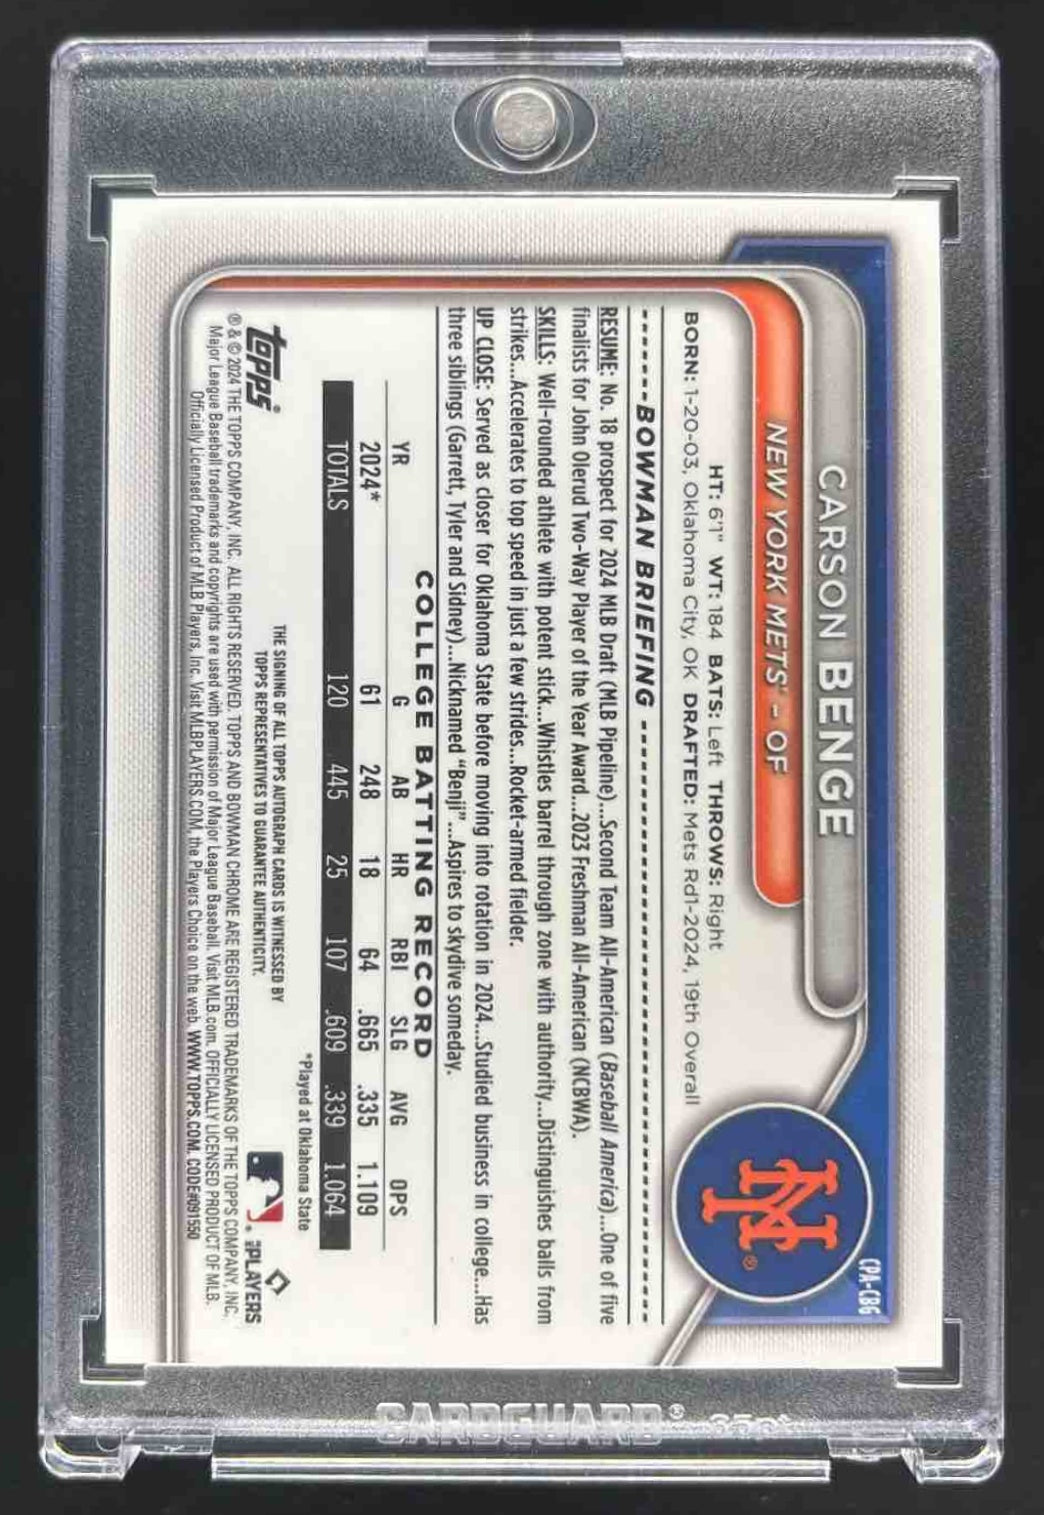 CPA-CBG
CARSON BENGE
NEW YORK METS® - OF
NY®
HT: 6'1" WT: 184 BATS: Left THROWS: Right
BORN: 1-20-03, Oklahoma City, OK DRAFTED: Mets Rd1-2024, 19th Overall
BOWMAN BRIEFING
RESUME: No. 18 prospect for 2024 MLB Draft (MLB Pipeline)...Second Team All-American (Baseball America)...One of five
finalists for John Olerud Two-Way Player of the Year Award...2023 Freshman All-American (NCBWA).
SKILLS: Well-rounded athlete with potent stick...Whistles barrel through zone with authority...Distinguishes balls from
strikes...Accelerates to top speed in just a few strides...Rocket-armed fielder.
UP CLOSE: Served as closer for Oklahoma State before moving into rotation in 2024...Studied business in college...Has
three siblings (Garrett, Tyler and Sidney)...Nicknamed "Benji"...Aspires to skydive someday.
COLLEGE BATTING RECORD
YR G AB HR RBI SLG AVG OPS
2024* 61 248 18 64 .665 .335 1.109
TOTALS 120 445 25 107 .609 .339 1.064
*Played at Oklahoma State
topps®
THE SIGNING OF ALL TOPPS AUTOGRAPH CARDS IS WITNESSED BY
TOPPS REPRESENTATIVES TO GUARANTEE AUTHENTICITY.
PLAYERS
® & © 2024 THE TOPPS COMPANY, INC. ALL RIGHTS RESERVED. TOPPS AND BOWMAN CHROME ARE REGISTERED TRADEMARKS OF THE TOPPS COMPANY, INC.
Major League Baseball trademarks and copyrights are used with permission of Major League Baseball. Visit MLB.com. OFFICIALLY LICENSED PRODUCT OF MLB.
Officially Licensed Product of MLB Players, Inc. Visit MLBPLAYERS.COM, the Players Choice on the web. WWW.TOPPS.COM. CODE#091550
CARDGUARD® 35pt